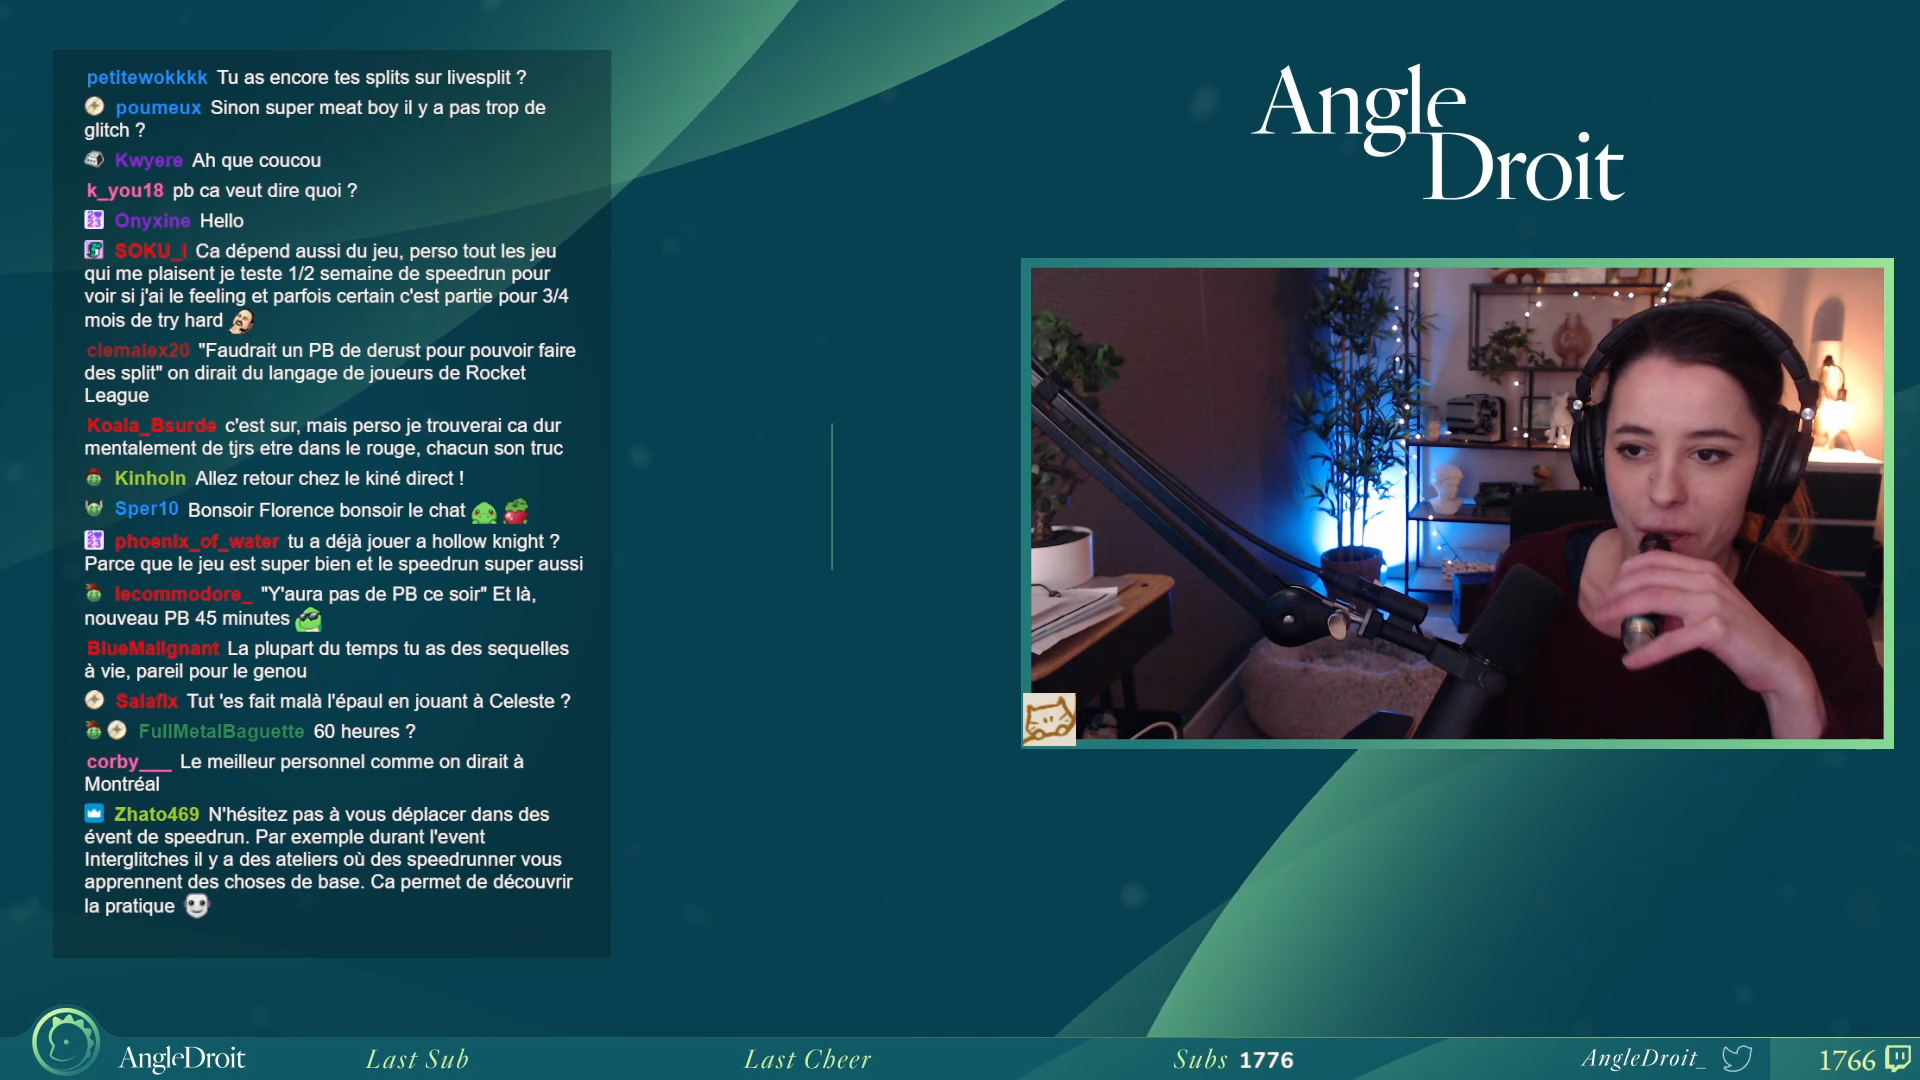 petitewokkkk Tu as encore tes splits sur livesplit ?
poumeux Sinon super meat boy il y a pas trop de
glitch ?
Kwyere Ah que coucou
k_you18 pb ca veut dire quoi ?
Onyxine Hello
SOKU_I Ca dépend aussi du jeu, perso tout les jeu
qui me plaisent je teste 1/2 semaine de speedrun pour
voir si j'ai le feeling et parfois certain c'est partie pour 3/4
mois de try hard
clemalex20 "Faudrait un PB de derust pour pouvoir faire
des split" on dirait du langage de joueurs de Rocket
League
Koala_Bsurde c'est sur, mais perso je trouverai ca dur
mentalement de tjrs etre dans le rouge, chacun son truc
Kinholn Allez retour chez le kiné direct !
Sper10 Bonsoir Florence bonsoir le chat
phoenix_of_water tu a déjà jouer a hollow knight ?
Parce que le jeu est super bien et le speedrun super aussi
lecommodore_ "Y'aura pas de PB ce soir" Et là,
nouveau PB 45 minutes
BlueMalignant La plupart du temps tu as des sequelles
à vie, pareil pour le genou
Salafix Tut 'es fait malà l'épaul en jouant à Celeste ?
FullMetalBaguette 60 heures ?
corby___ Le meilleur personnel comme on dirait à
Montréal
Zhato469 N'hésitez pas à vous déplacer dans des
évent de speedrun. Par exemple durant l'event
Interglitches il y a des ateliers où des speedrunner vous
apprennent des choses de base. Ca permet de découvrir
la pratique
Angle
Droit
AngleDroit
Last Sub
Last Cheer
Subs 1776
AngleDroit_
1766